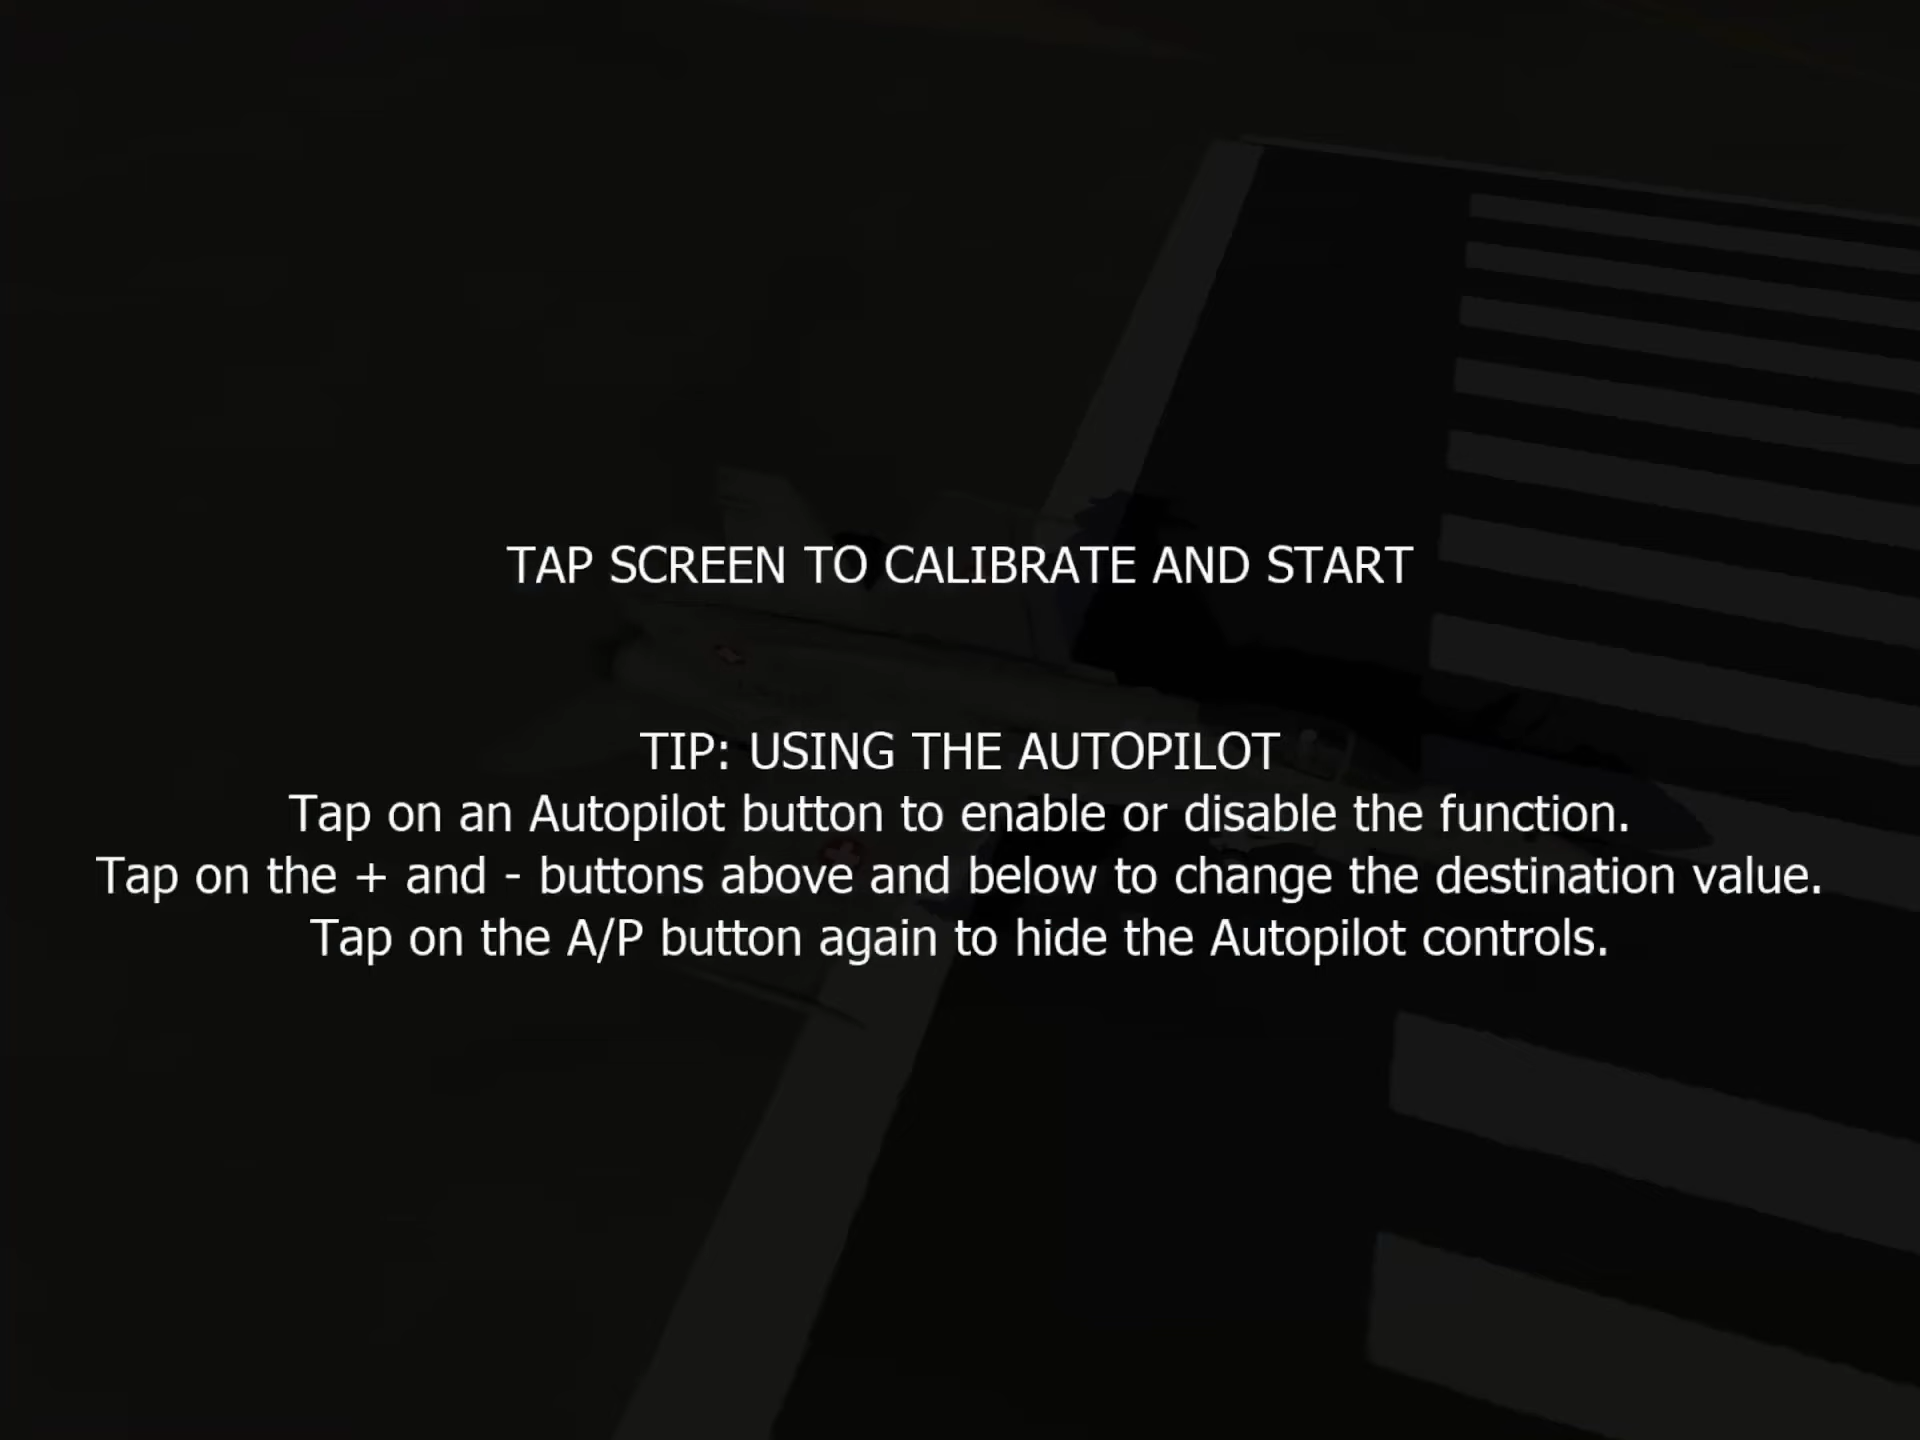 TAP SCREEN TO CALIBRATE AND START
TIP: USING THE AUTOPILOT
Tap on an Autopilot button to enable or disable the function.
Tap on the + and - buttons above and below to change the destination value.
Tap on the A/P button again to hide the Autopilot controls.